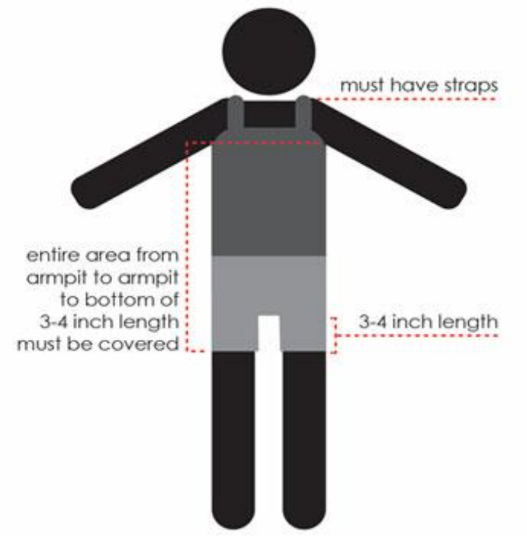 must have straps
entire area from
armpit to armpit
to bottom of
3-4 inch length
must be covered
3-4 inch length